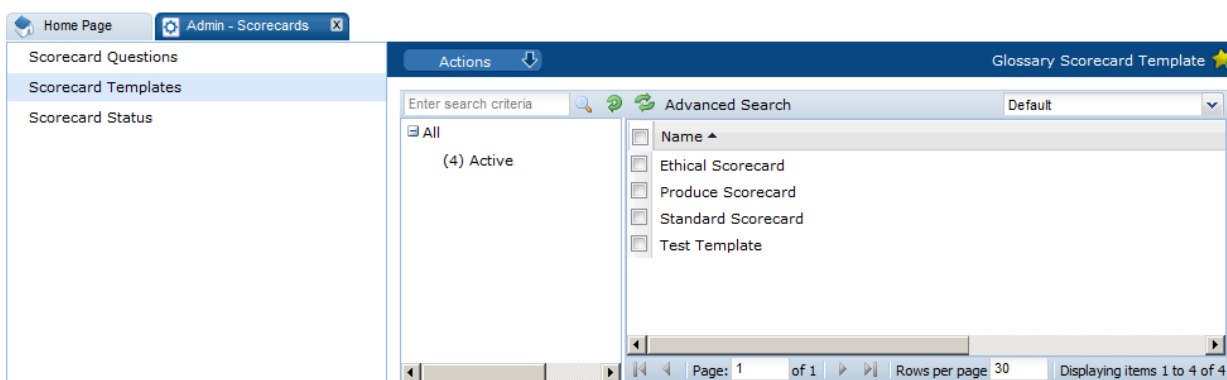 Home Page
Admin - Scorecards
Scorecard Questions
Scorecard Templates
Scorecard Status
Actions
Glossary Scorecard Template
Enter search criteria
Advanced Search
Default
All
(4) Active
Name
Ethical Scorecard
Produce Scorecard
Standard Scorecard
Test Template
Page: 1 of 1 Rows per page 30 Displaying items 1 to 4 of 4